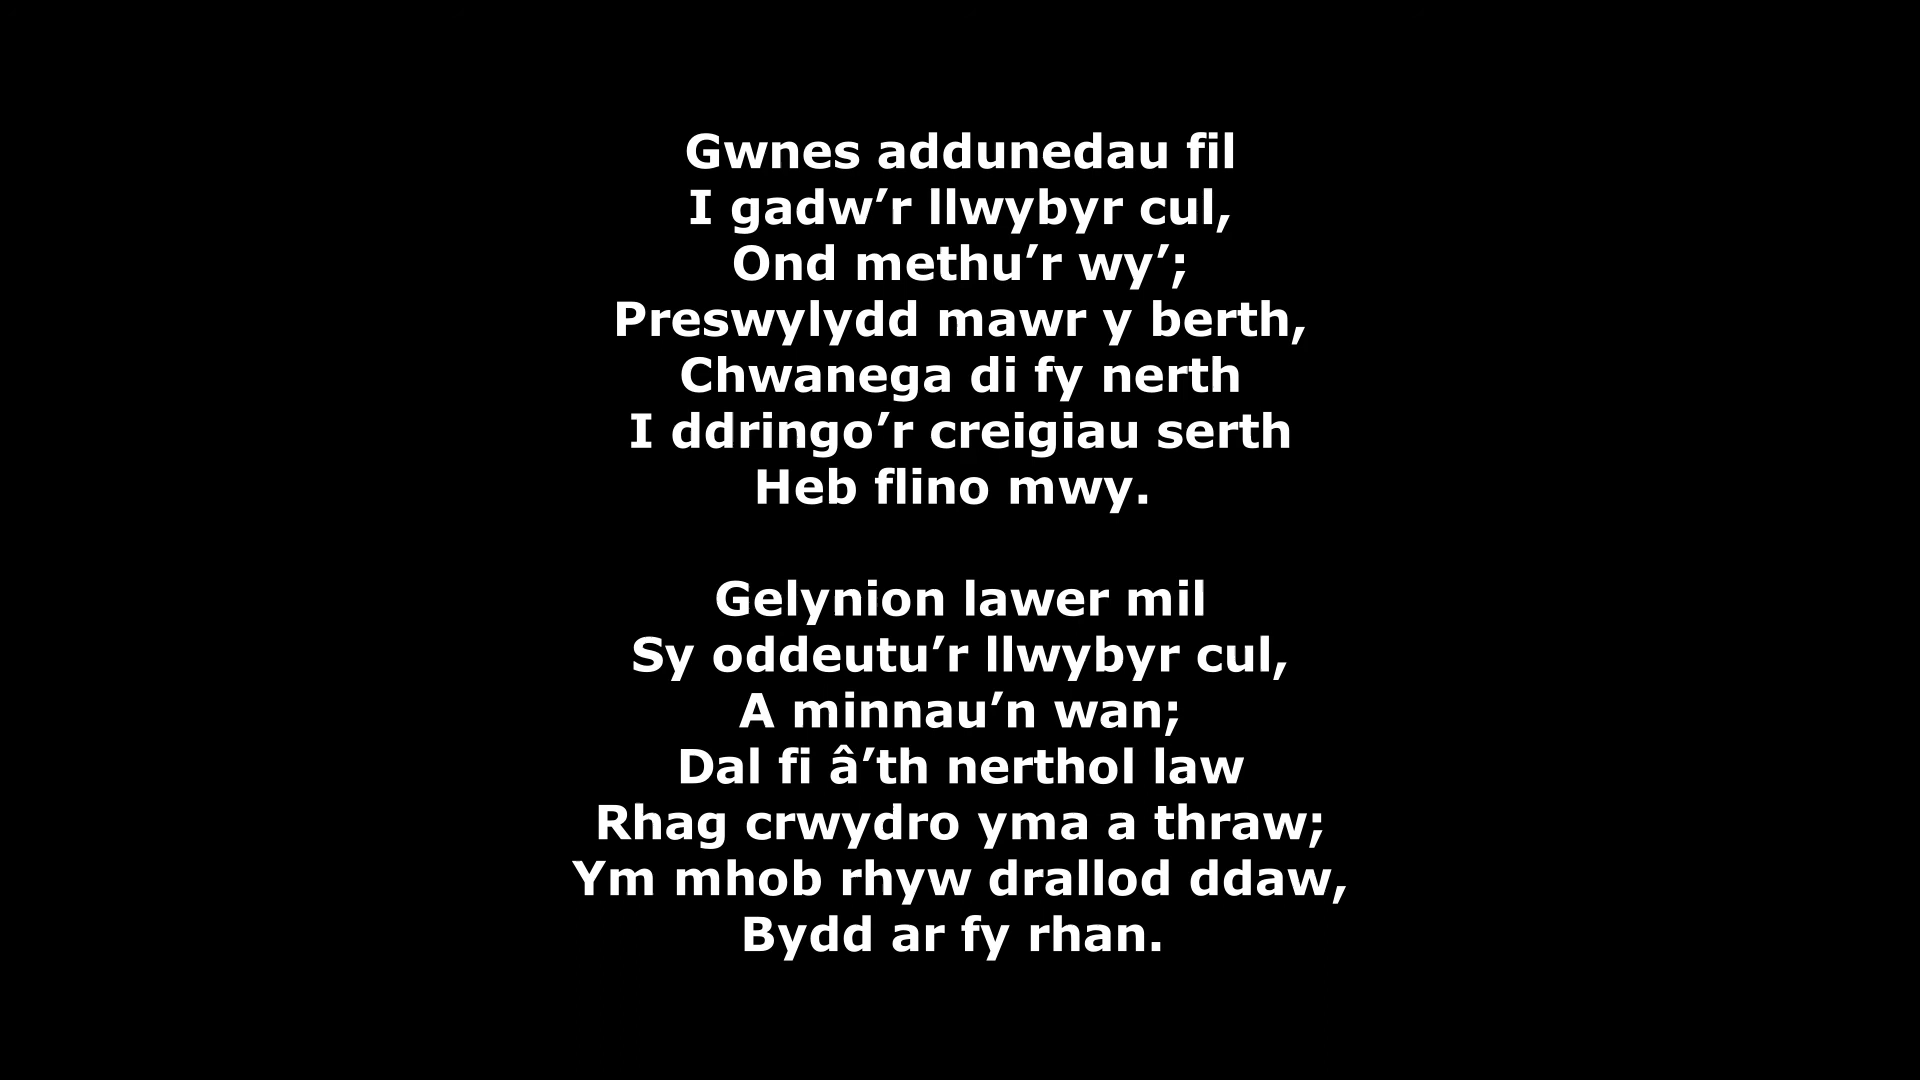 Gwnes addunedau fil
I gadw’r llwybyr cul,
Ond methu’r wy’;
Preswylydd mawr y berth,
Chwanega di fy nerth
I ddringo’r creigiau serth
Heb flino mwy.

Gelynion lawer mil
Sy oddeutu’r llwybyr cul,
A minnau’n wan;
Dal fi â’th nerthol law
Rhag crwydro yma a thraw;
Ym mhob rhyw drallod ddaw,
Bydd ar fy rhan.